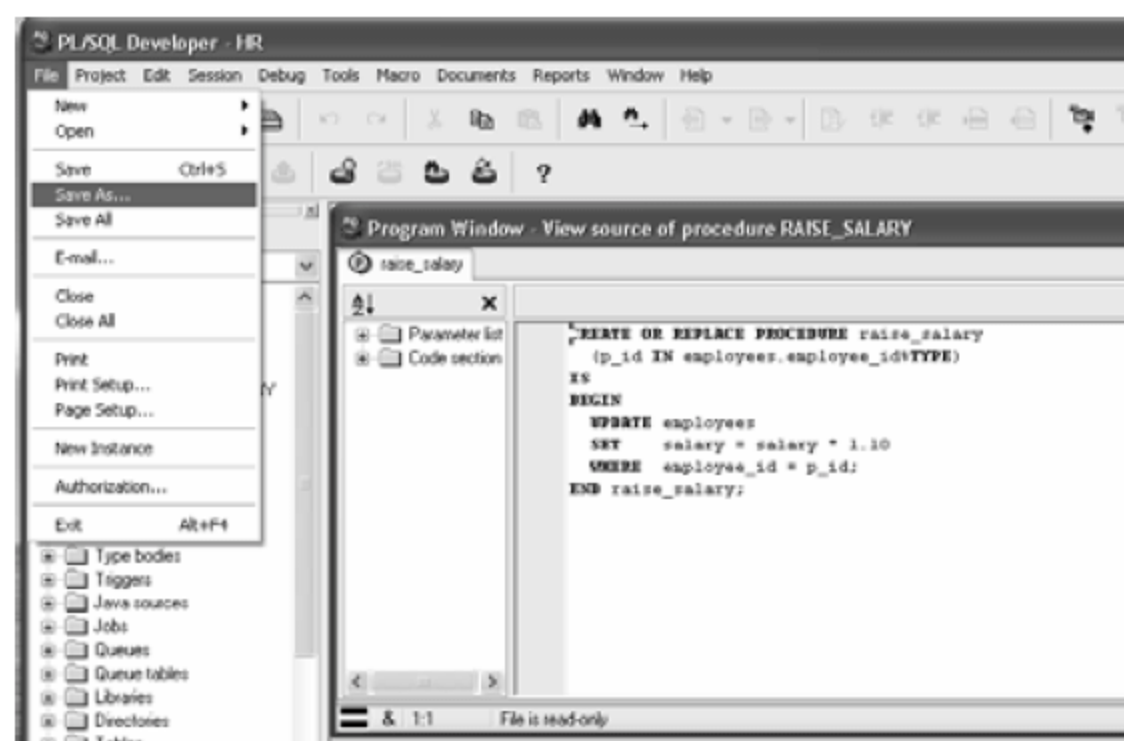 PL/SQL Developer - HR
File Project Edit Session Debug Tools Macro Documents Reports Window Help
New
Open
Save Ctrl+S
Save As...
Save All
E-mail...
Close
Close All
Print
Print Setup...
Page Setup...
New Instance
Authorization...
Exit Alt+F4
Y
Type bodies
Triggers
Java sources
Jobs
Queues
Queue tables
Libraries
Directories
Tables
Program Window - View source of procedure RAISE_SALARY
raise_salary
Parameter list
Code section
CREATE OR REPLACE PROCEDURE raise_salary
(p_id IN employees.employee_id%TYPE)
IS
BEGIN
UPDATE employees
SET salary = salary * 1.10
WHERE employee_id = p_id;
END raise_salary;
& 1:1 File is read-only